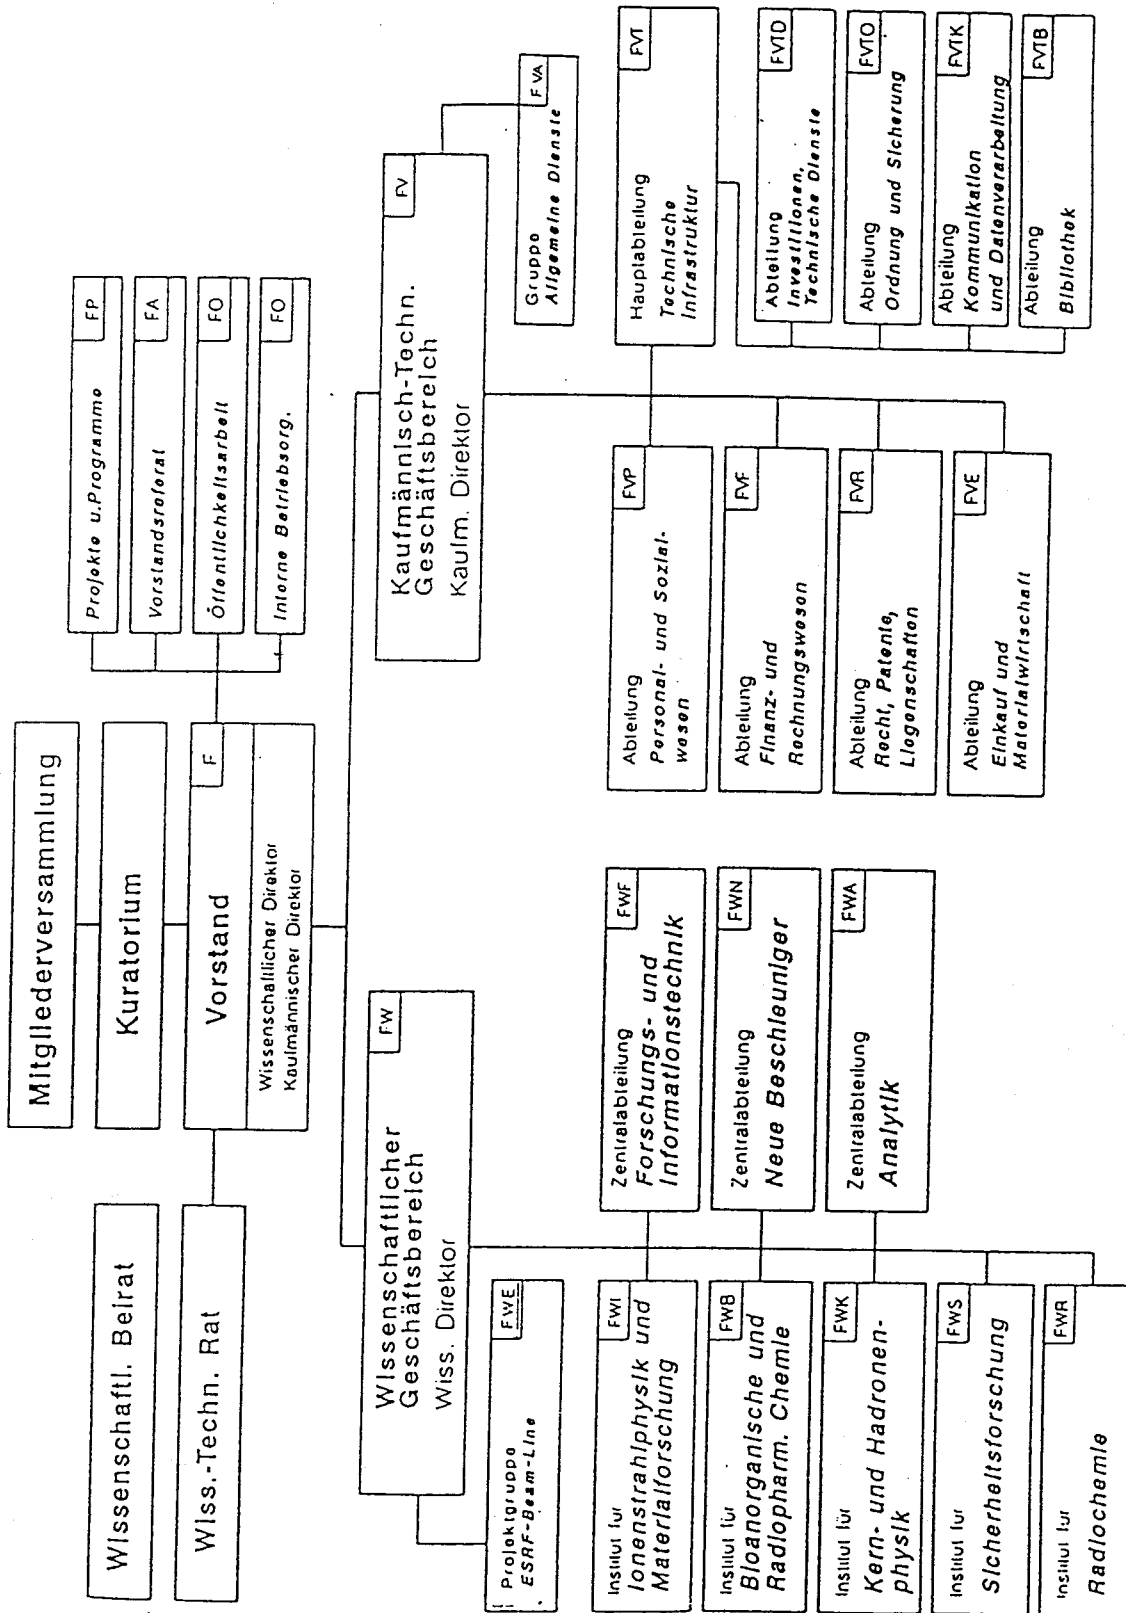 Mitgliederversammlung
Kuratorium
Vorstand
F
Wissenschaftlicher Direktor
Kaufmännischer Direktor
Wissenschaftl. Beirat
Wiss.-Techn. Rat
Projekte u.Programme
FP
Vorstandsreferat
FA
Öffentlichkeitsarbeit
FO
Interne Betriebsorg.
FO
Wissenschaftlicher
Geschäftsbereich
Wiss. Direktor
FW
Kaufmännisch-Techn.
Geschäftsbereich
Kaufm. Direktor
FV
Projektgruppe
ESRF-Beam-Line
FWE
Gruppe
Allgemeine Dienste
FVA
Institut für
Ionenstrahlphysik und
Materialforschung
FWI
Institut für
Bioanorganische und
Radiopharm. Chemie
FWB
Institut für
Kern- und Hadronen-
physik
FWK
Institut für
Sicherheitsforschung
FWS
Institut für
Radiochemie
FWR
Zentralabteilung
Forschungs- und
Informationstechnik
FWF
Zentralabteilung
Neue Beschleuniger
FWN
Zentralabteilung
Analytik
FWA
Abteilung
Personal- und Sozial-
wesen
FVP
Abteilung
Finanz- und
Rechnungswesen
FVF
Abteilung
Recht, Patente,
Liegenschaften
FVR
Abteilung
Einkauf und
Materialwirtschaft
FVE
Hauptabteilung
Technische
Infrastruktur
FVT
Abteilung
Investitionen,
Technische Dienste
FVTD
Abteilung
Ordnung und Sicherung
FVTO
Abteilung
Kommunikation
und Datenverarbeitung
FVTK
Abteilung
Bibliothek
FVTB